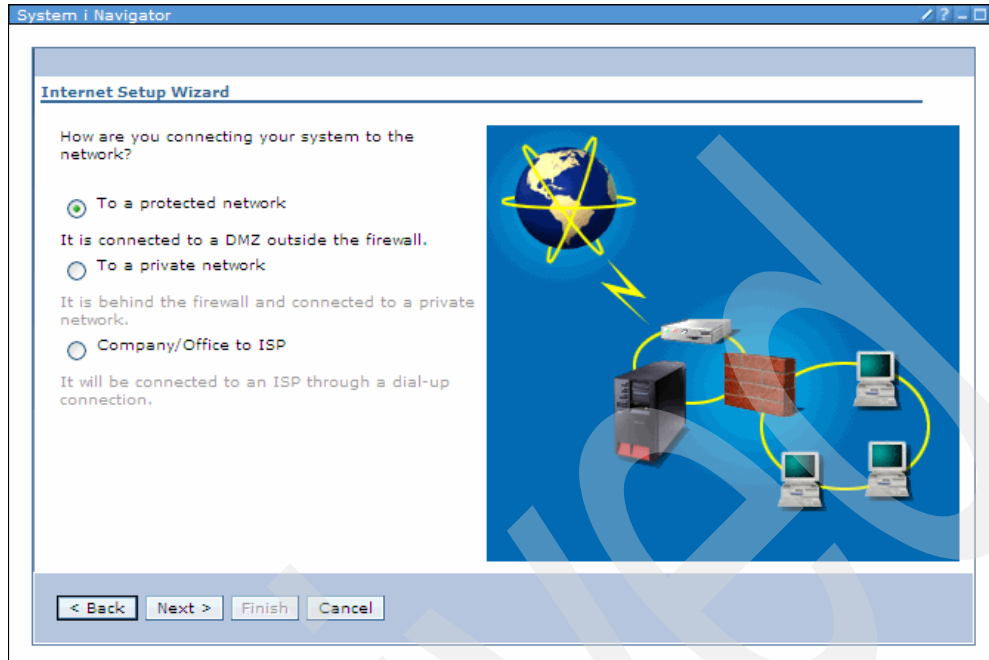 System i Navigator
Internet Setup Wizard
How are you connecting your system to the
network?
To a protected network
It is connected to a DMZ outside the firewall.
To a private network
It is behind the firewall and connected to a private
network.
Company/Office to ISP
It will be connected to an ISP through a dial-up
connection.
< Back Next > Finish Cancel